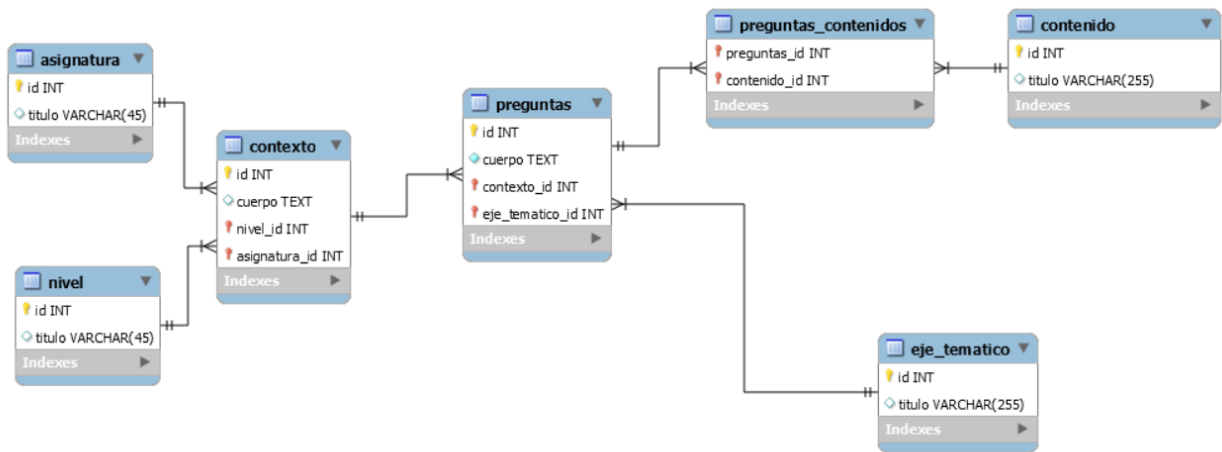 asignatura
id INT
titulo VARCHAR(45)
Indexes
nivel
id INT
titulo VARCHAR(45)
Indexes
contexto
id INT
cuerpo TEXT
nivel_id INT
asignatura_id INT
Indexes
preguntas
id INT
cuerpo TEXT
contexto_id INT
eje_tematico_id INT
Indexes
preguntas_contenidos
preguntas_id INT
contenido_id INT
Indexes
contenido
id INT
titulo VARCHAR(255)
Indexes
eje_tematico
id INT
titulo VARCHAR(255)
Indexes